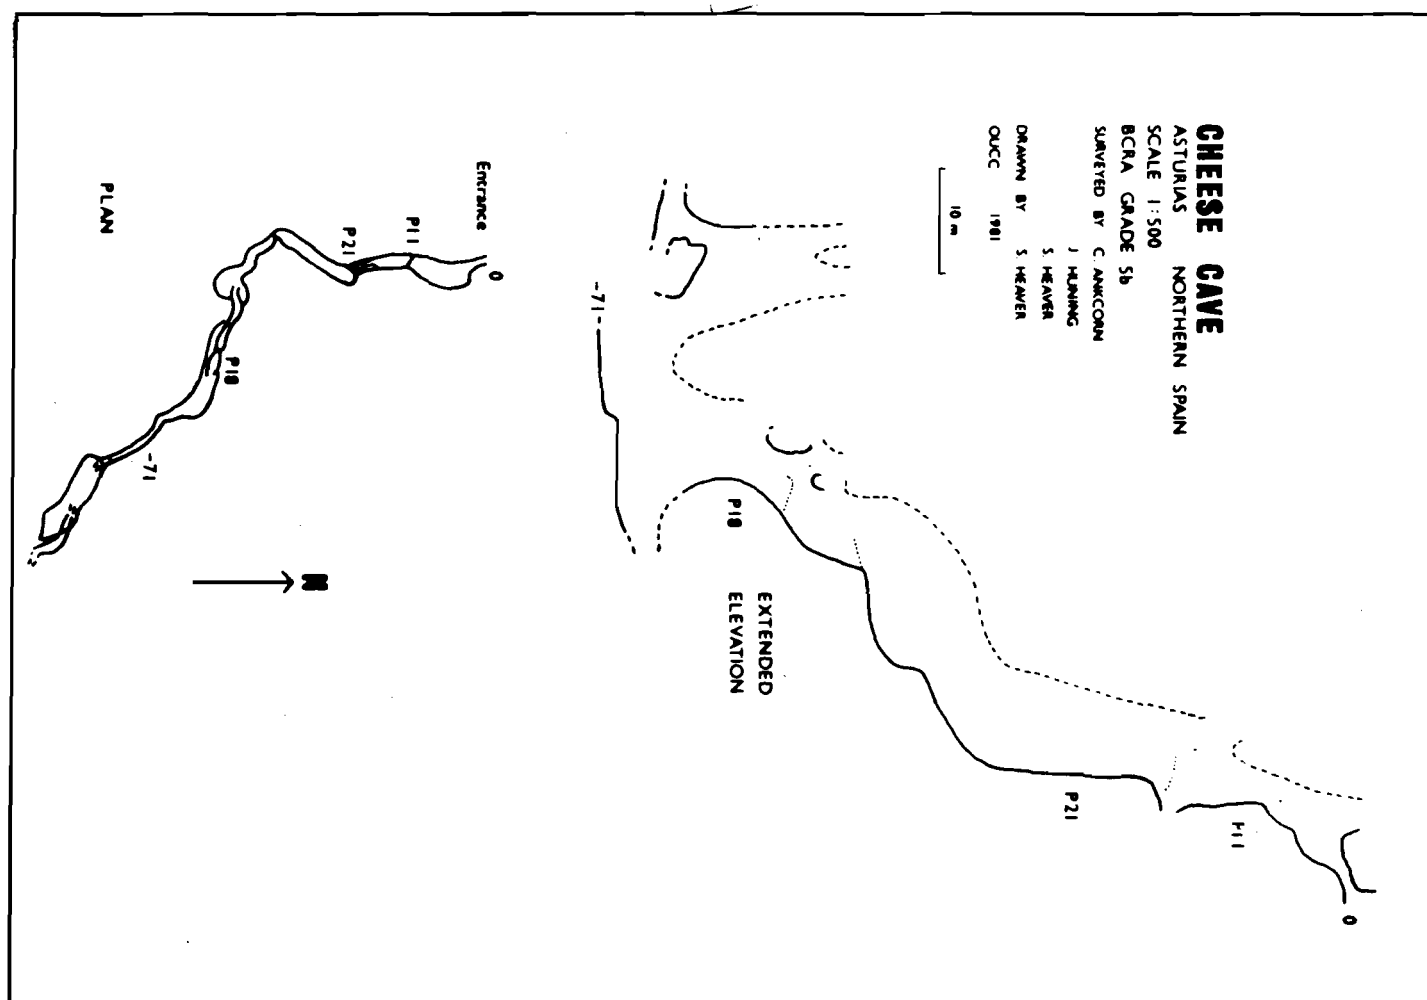 CHEESE CAVE
ASTURIAS NORTHERN SPAIN
SCALE 1:500
BCRA GRADE 5b
SURVEYED BY C. ANKCORN
J HUNING
S. HEAVER
DRAWN BY S. HEAVER
OUCC 1981
10 m
Entrance
0
P11
P21
P18
-71
PLAN
N
0
P11
P21
P18
-71-
EXTENDED
ELEVATION